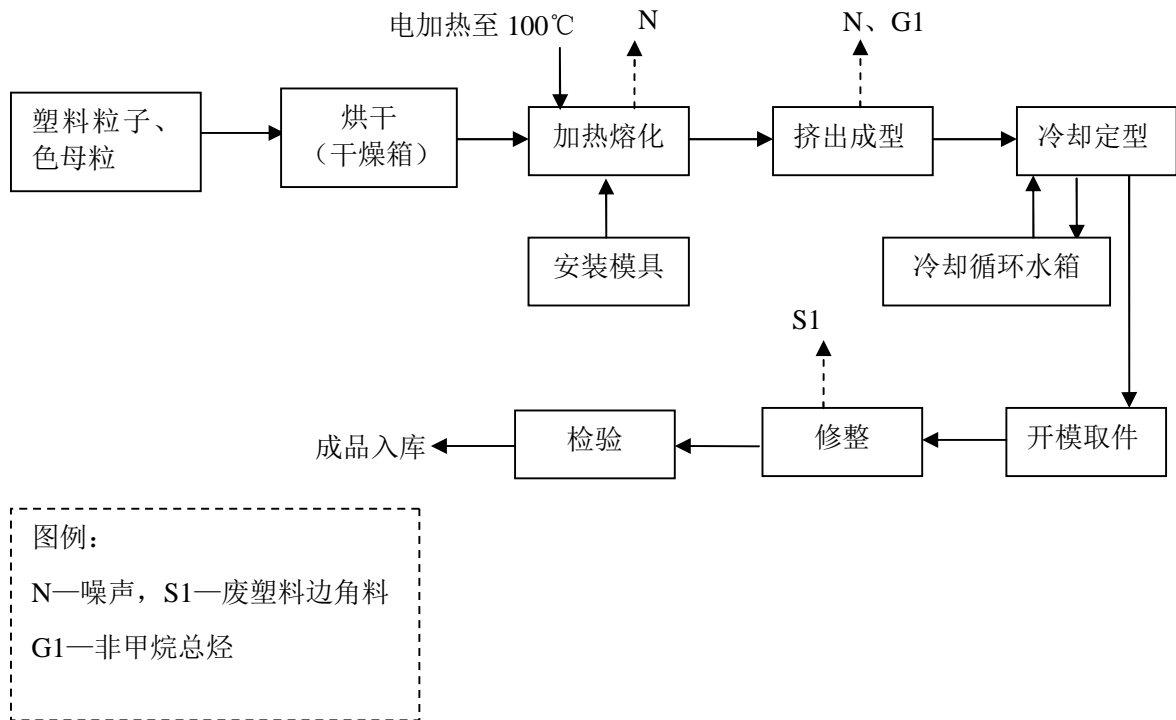 电加热至 100℃
N
N、G1
塑料粒子、
色母粒
烘干
（干燥箱）
加热熔化
挤出成型
冷却定型
安装模具
冷却循环水箱
S1
成品入库
检验
修整
开模取件
图例：
N—噪声，S1—废塑料边角料
G1—非甲烷总烃